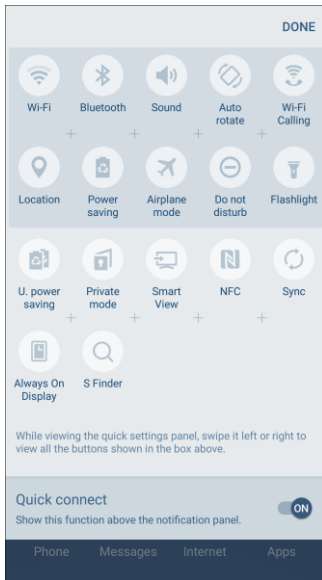 DONE
Wi-Fi Bluetooth Sound Auto rotate Wi-Fi Calling
Location Power saving Airplane mode Do not disturb Flashlight
U. power saving Private mode Smart View NFC Sync
Always On Display S Finder
While viewing the quick settings panel, swipe it left or right to
view all the buttons shown in the box above.
Quick connect
ON
Show this function above the notification panel.
Phone Messages Internet Apps